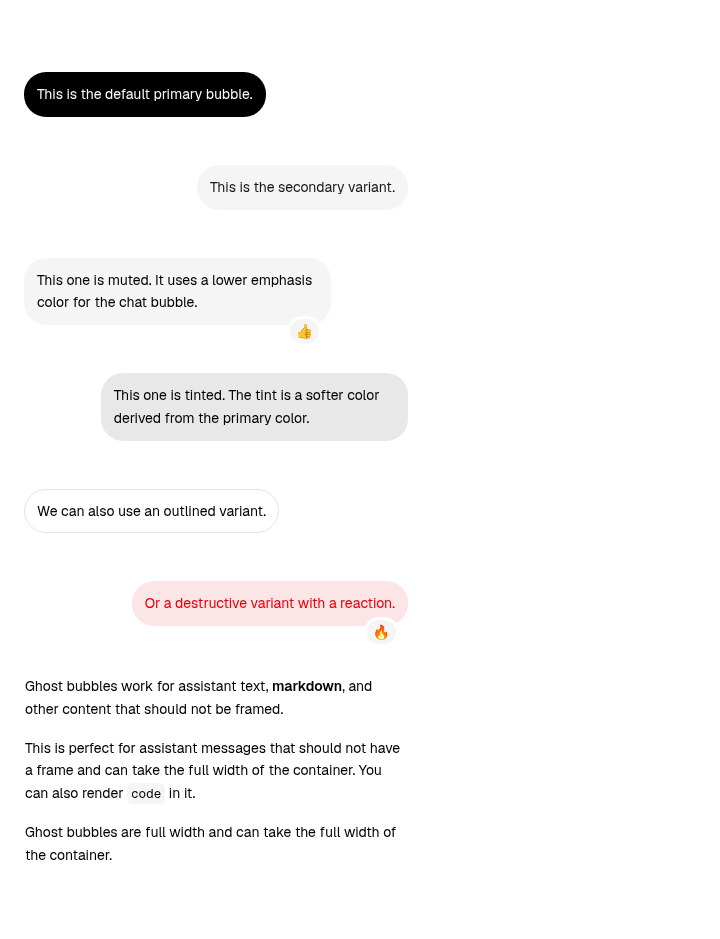 This is the default primary bubble.
This is the secondary variant.
This one is muted. It uses a lower emphasis
color for the chat bubble.
👍
This one is tinted. The tint is a softer color
derived from the primary color.
We can also use an outlined variant.
Or a destructive variant with a reaction.
🔥
Ghost bubbles work for assistant text, markdown, and
other content that should not be framed.
This is perfect for assistant messages that should not have
a frame and can take the full width of the container. You
can also render code in it.
Ghost bubbles are full width and can take the full width of
the container.